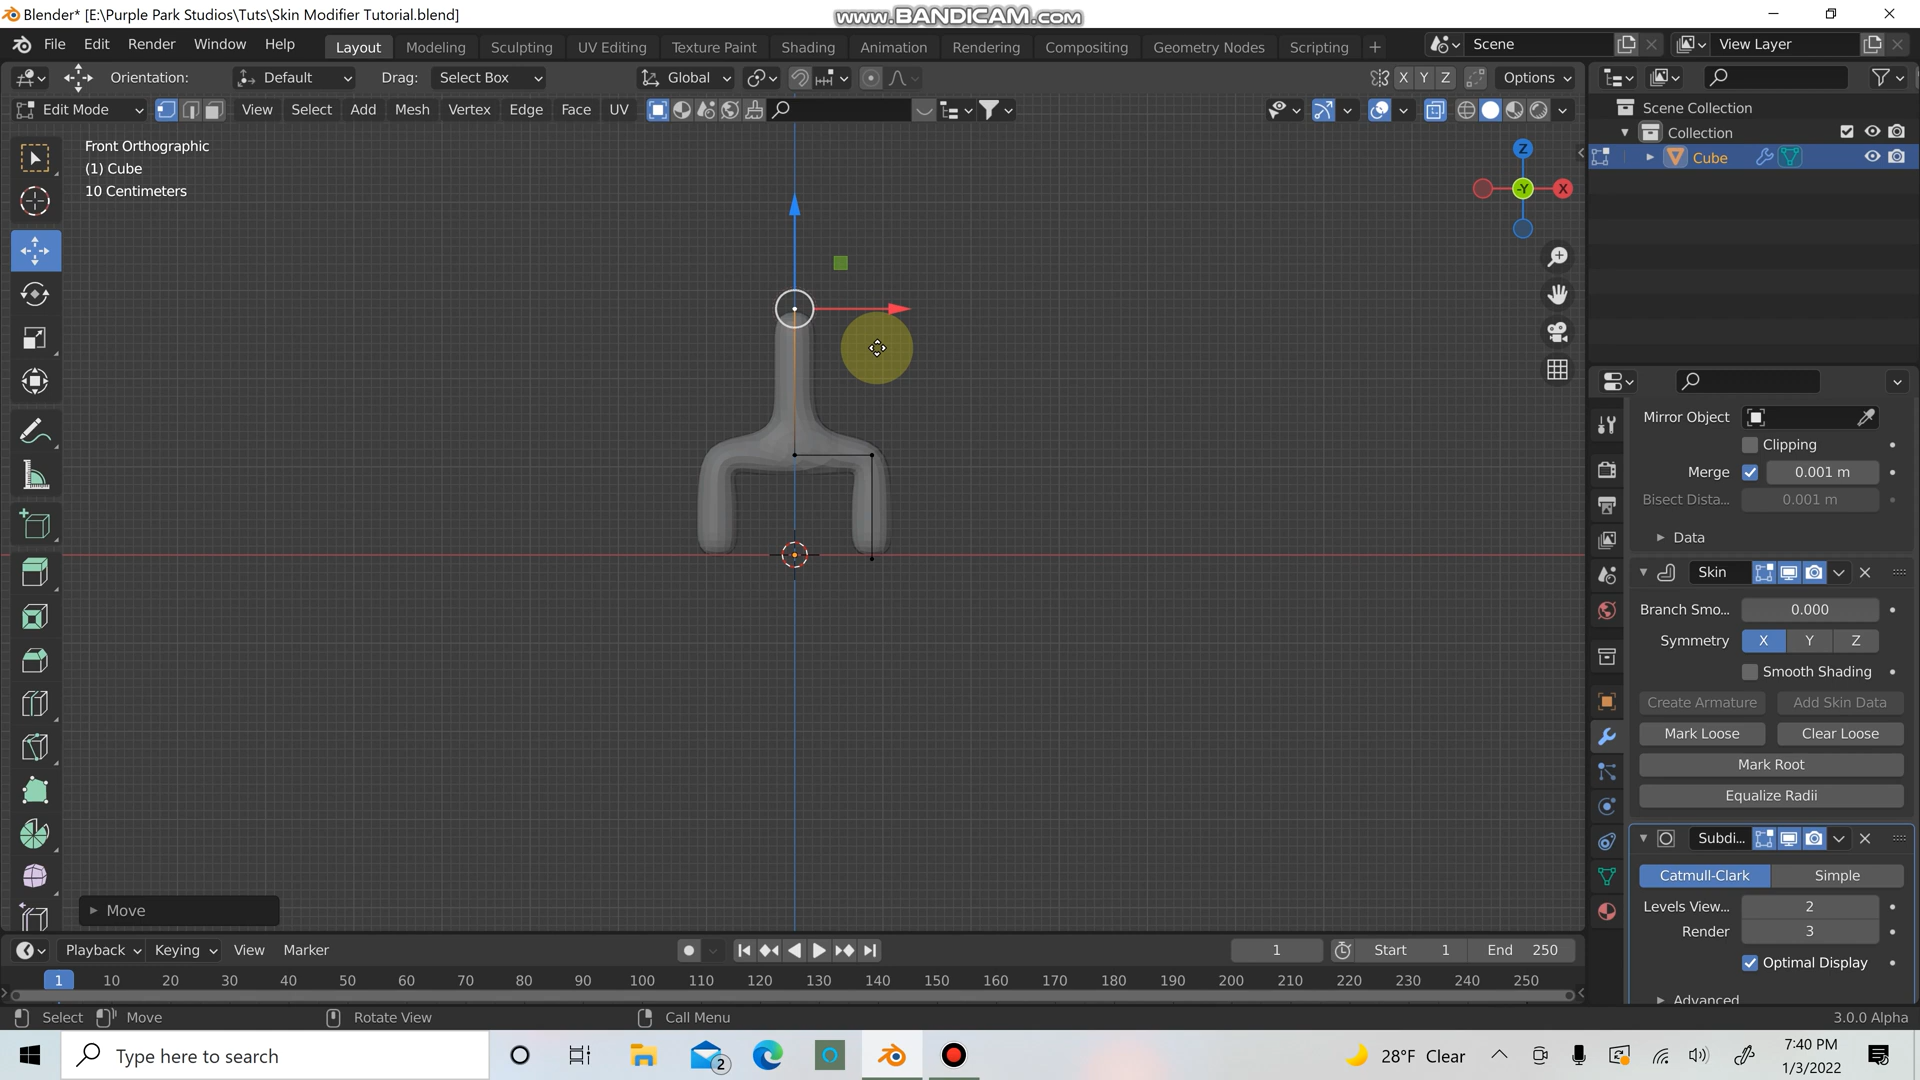 Blender* [E:\Purple Park Studios\Tuts\Skin Modifier Tutorial.blend]
www.BANDICAM.com
File Edit Render Window Help
Layout Modeling Sculpting UV Editing Texture Paint Shading Animation Rendering Compositing Geometry Nodes Scripting +
Scene
View Layer
Orientation: Default Drag: Select Box
Global
X Y Z
Options
Edit Mode View Select Add Mesh Vertex Edge Face UV
Scene Collection
Collection
Cube
Front Orthographic
(1) Cube
10 Centimeters
Z
-Y
X
Mirror Object
Clipping
Merge 0.001 m
Bisect Dista... 0.001 m
Data
Skin
Branch Smo... 0.000
Symmetry X Y Z
Smooth Shading
Create Armature Add Skin Data
Mark Loose Clear Loose
Mark Root
Equalize Radii
Subdi...
Catmull-Clark Simple
Levels View... 2
Render 3
Optimal Display
Advanced
Move
Playback Keying View Marker
1
Start 1 End 250
1 10 20 30 40 50 60 70 80 90 100 110 120 130 140 150 160 170 180 190 200 210 220 230 240 250
Select Move Rotate View Call Menu 3.0.0 Alpha
Type here to search
2
28°F Clear
7:40 PM
1/3/2022